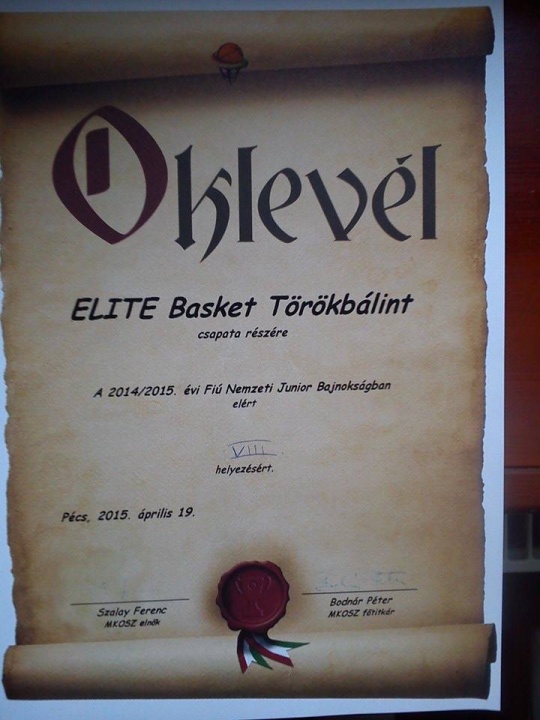 Oklevél
ELITE Basket Törökbálint
csapata részére
A 2014/2015. évi Fiú Nemzeti Junior Bajnokságban
elért
VIII
helyezésért.
Pécs, 2015. április 19.
Szalay Ferenc
MKOSZ elnök
Bodnár Péter
MKOSZ főtitkár